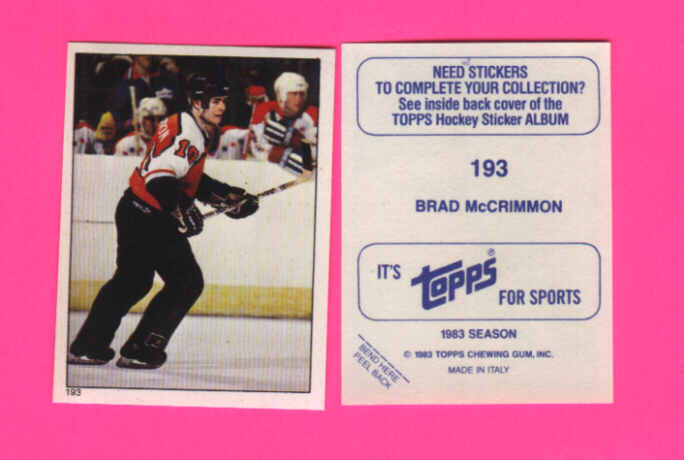 193
NEED STICKERS
TO COMPLETE YOUR COLLECTION?
See inside back cover of the
TOPPS Hockey Sticker ALBUM
193
BRAD McCRIMMON
IT'S
TOPPS®
FOR SPORTS
1983 SEASON
© 1983 TOPPS CHEWING GUM, INC.
MADE IN ITALY
BEND HERE
PEEL BACK